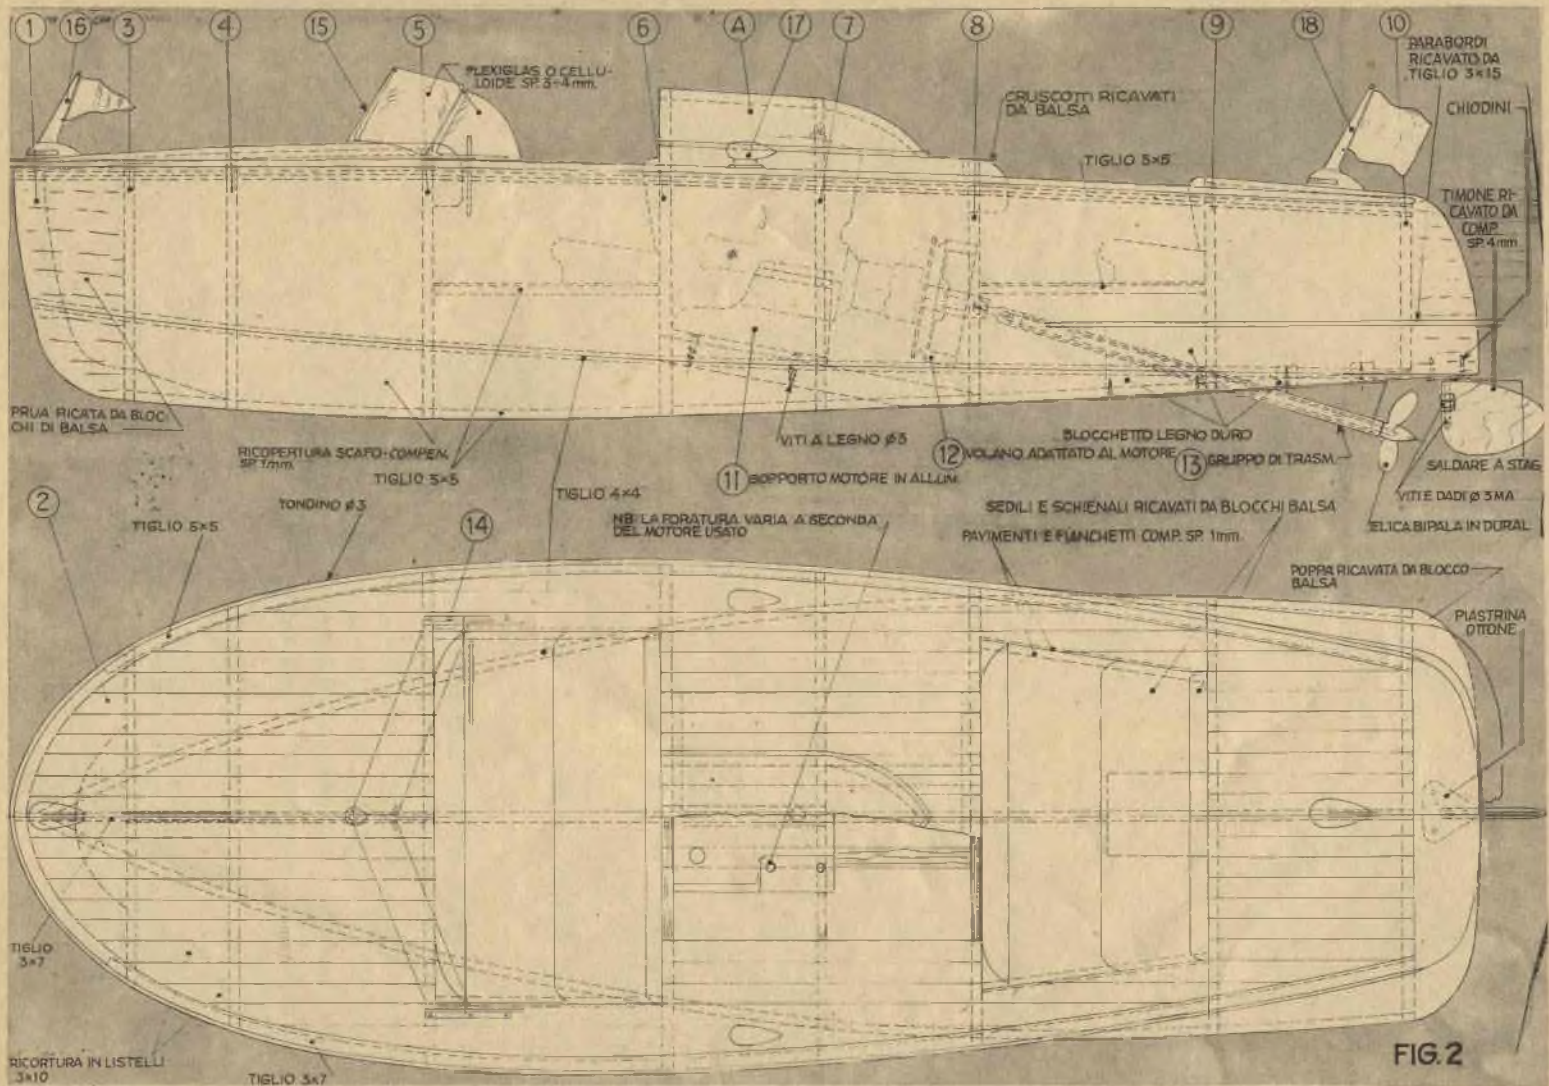 1
16
3
4
15
5
6
A
17
7
8
9
18
10
PLEXIGLAS O CELLU-
LOIDE SP. 3-4 mm.
CRUSCOTTI RICAVATI
DA BALSA
PARABORDI
RICAVATO DA
TIGLIO 3×15
CHIODINI
TIGLIO 5×5
TIMONE RI-
CAVATO DA
COMP.
SP. 4 mm
PRUA RICATA DA BLOC-
CHI DI BALSA
RICOPERTURA SCAFO-COMPEN.
SP. 1 mm.
TIGLIO 5×5
VITI A LEGNO Ø3
11 SOPPORTO MOTORE IN ALLUM.
12 VOLANO ADATTATO AL MOTORE
BLOCCHETTO LEGNO DURO
13 GRUPPO DI TRASM.
SALDARE A STAG.
VITI E DADI Ø 3 MA
ELICA BIPALA IN DURAL
2
TIGLIO 5×5
TONDINO Ø3
14
TIGLIO 4×4
NB: LA FORATURA VARIA A SECONDA
DEL MOTORE USATO
SEDILI E SCHIENALI RICAVATI DA BLOCCHI BALSA
PAVIMENTI E FIANCHETTI COMP. SP. 1 mm.
POPPA RICAVATA DA BLOCCO
BALSA
PIASTRINA
OTTONE
TIGLIO
3×7
RICORTURA IN LISTELLI
3×10
TIGLIO 3×7
FIG. 2